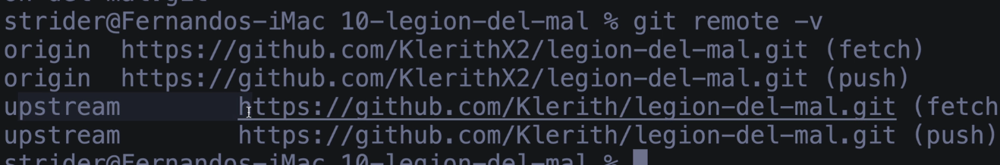 strider@Fernandos-iMac 10-legion-del-mal % git remote -v
origin  https://github.com/KlerithX2/legion-del-mal.git (fetch)
origin  https://github.com/KlerithX2/legion-del-mal.git (push)
upstream        https://github.com/Klerith/legion-del-mal.git (fetch
upstream        https://github.com/Klerith/legion-del-mal.git (push)
strider@Fernandos-iMac 10-legion-del-mal %